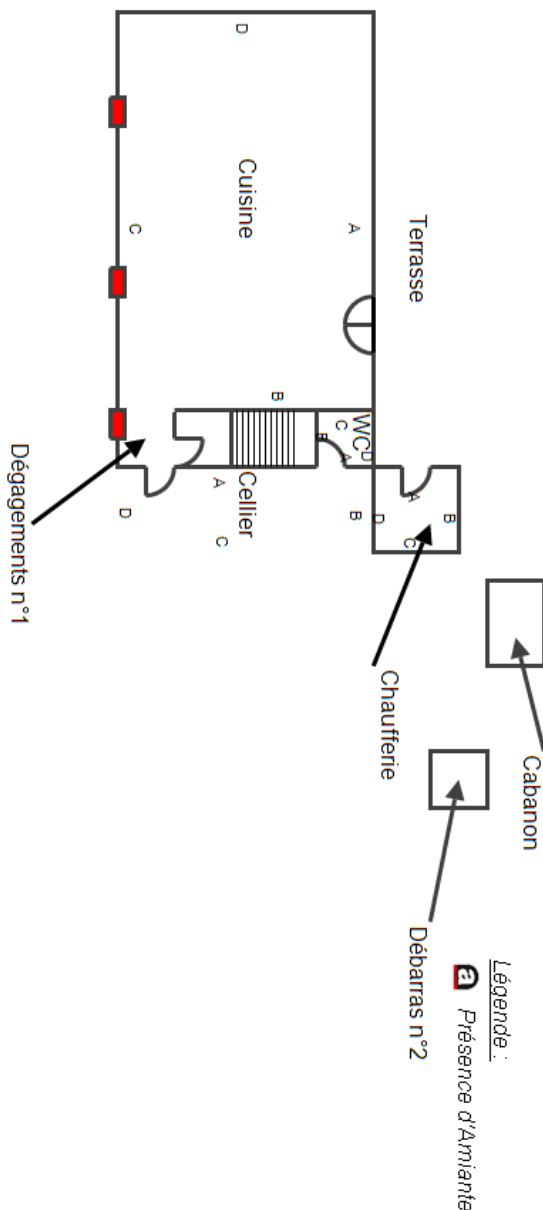 Cabanon
Légende :
a Présence d'Amiante
B
Terrasse
A
C
Débarras n°2
Chaufferie
D
D
WC
A
B
C
A
B
B
D
Cuisine
Cellier
A
C
C
D
Dégagements n°1